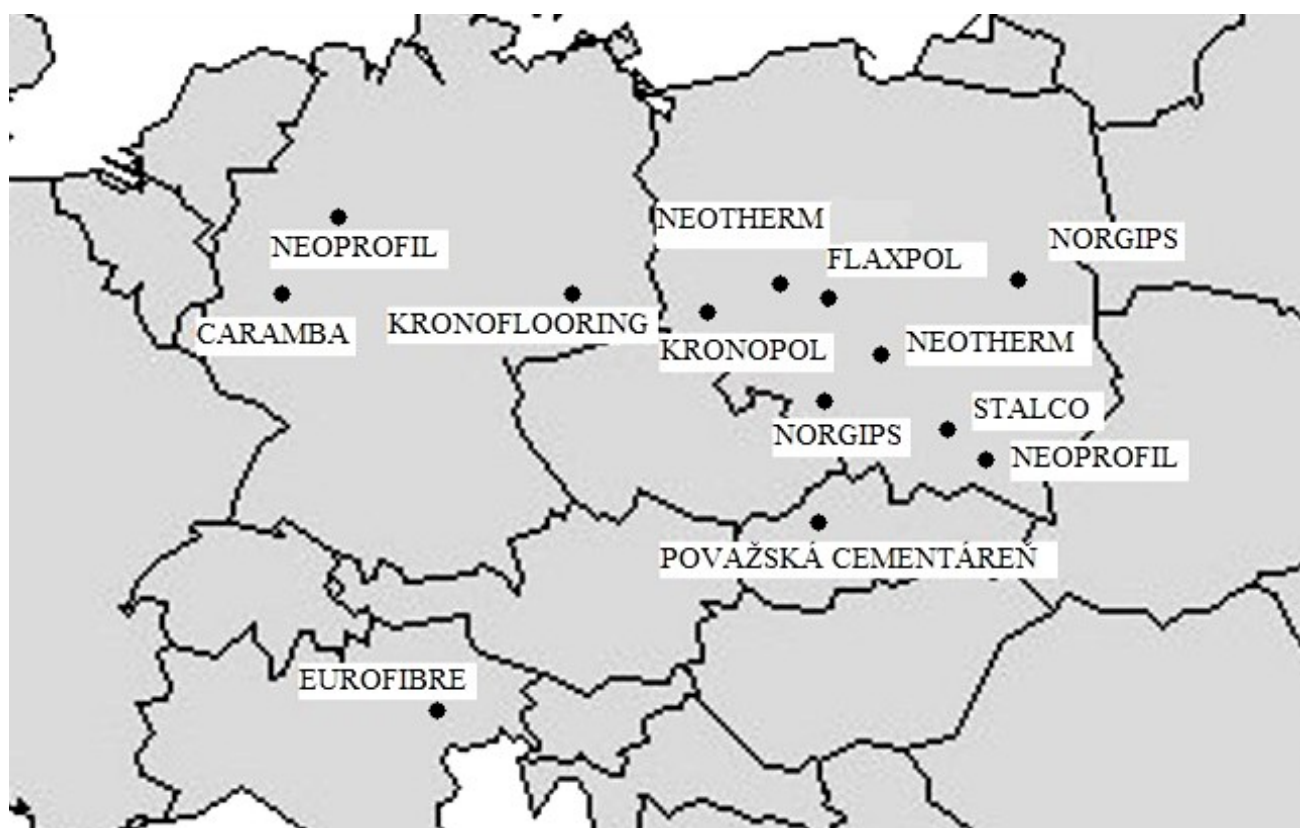 NEOTHERM
NORGIPS
NEOPROFIL
FLAXPOL
CARAMBA
KRONOFLOORING
KRONOPOL
NEOTHERM
STALCO
NORGIPS
NEOPROFIL
POVAŽSKÁ CEMENTÁREŇ
EUROFIBRE